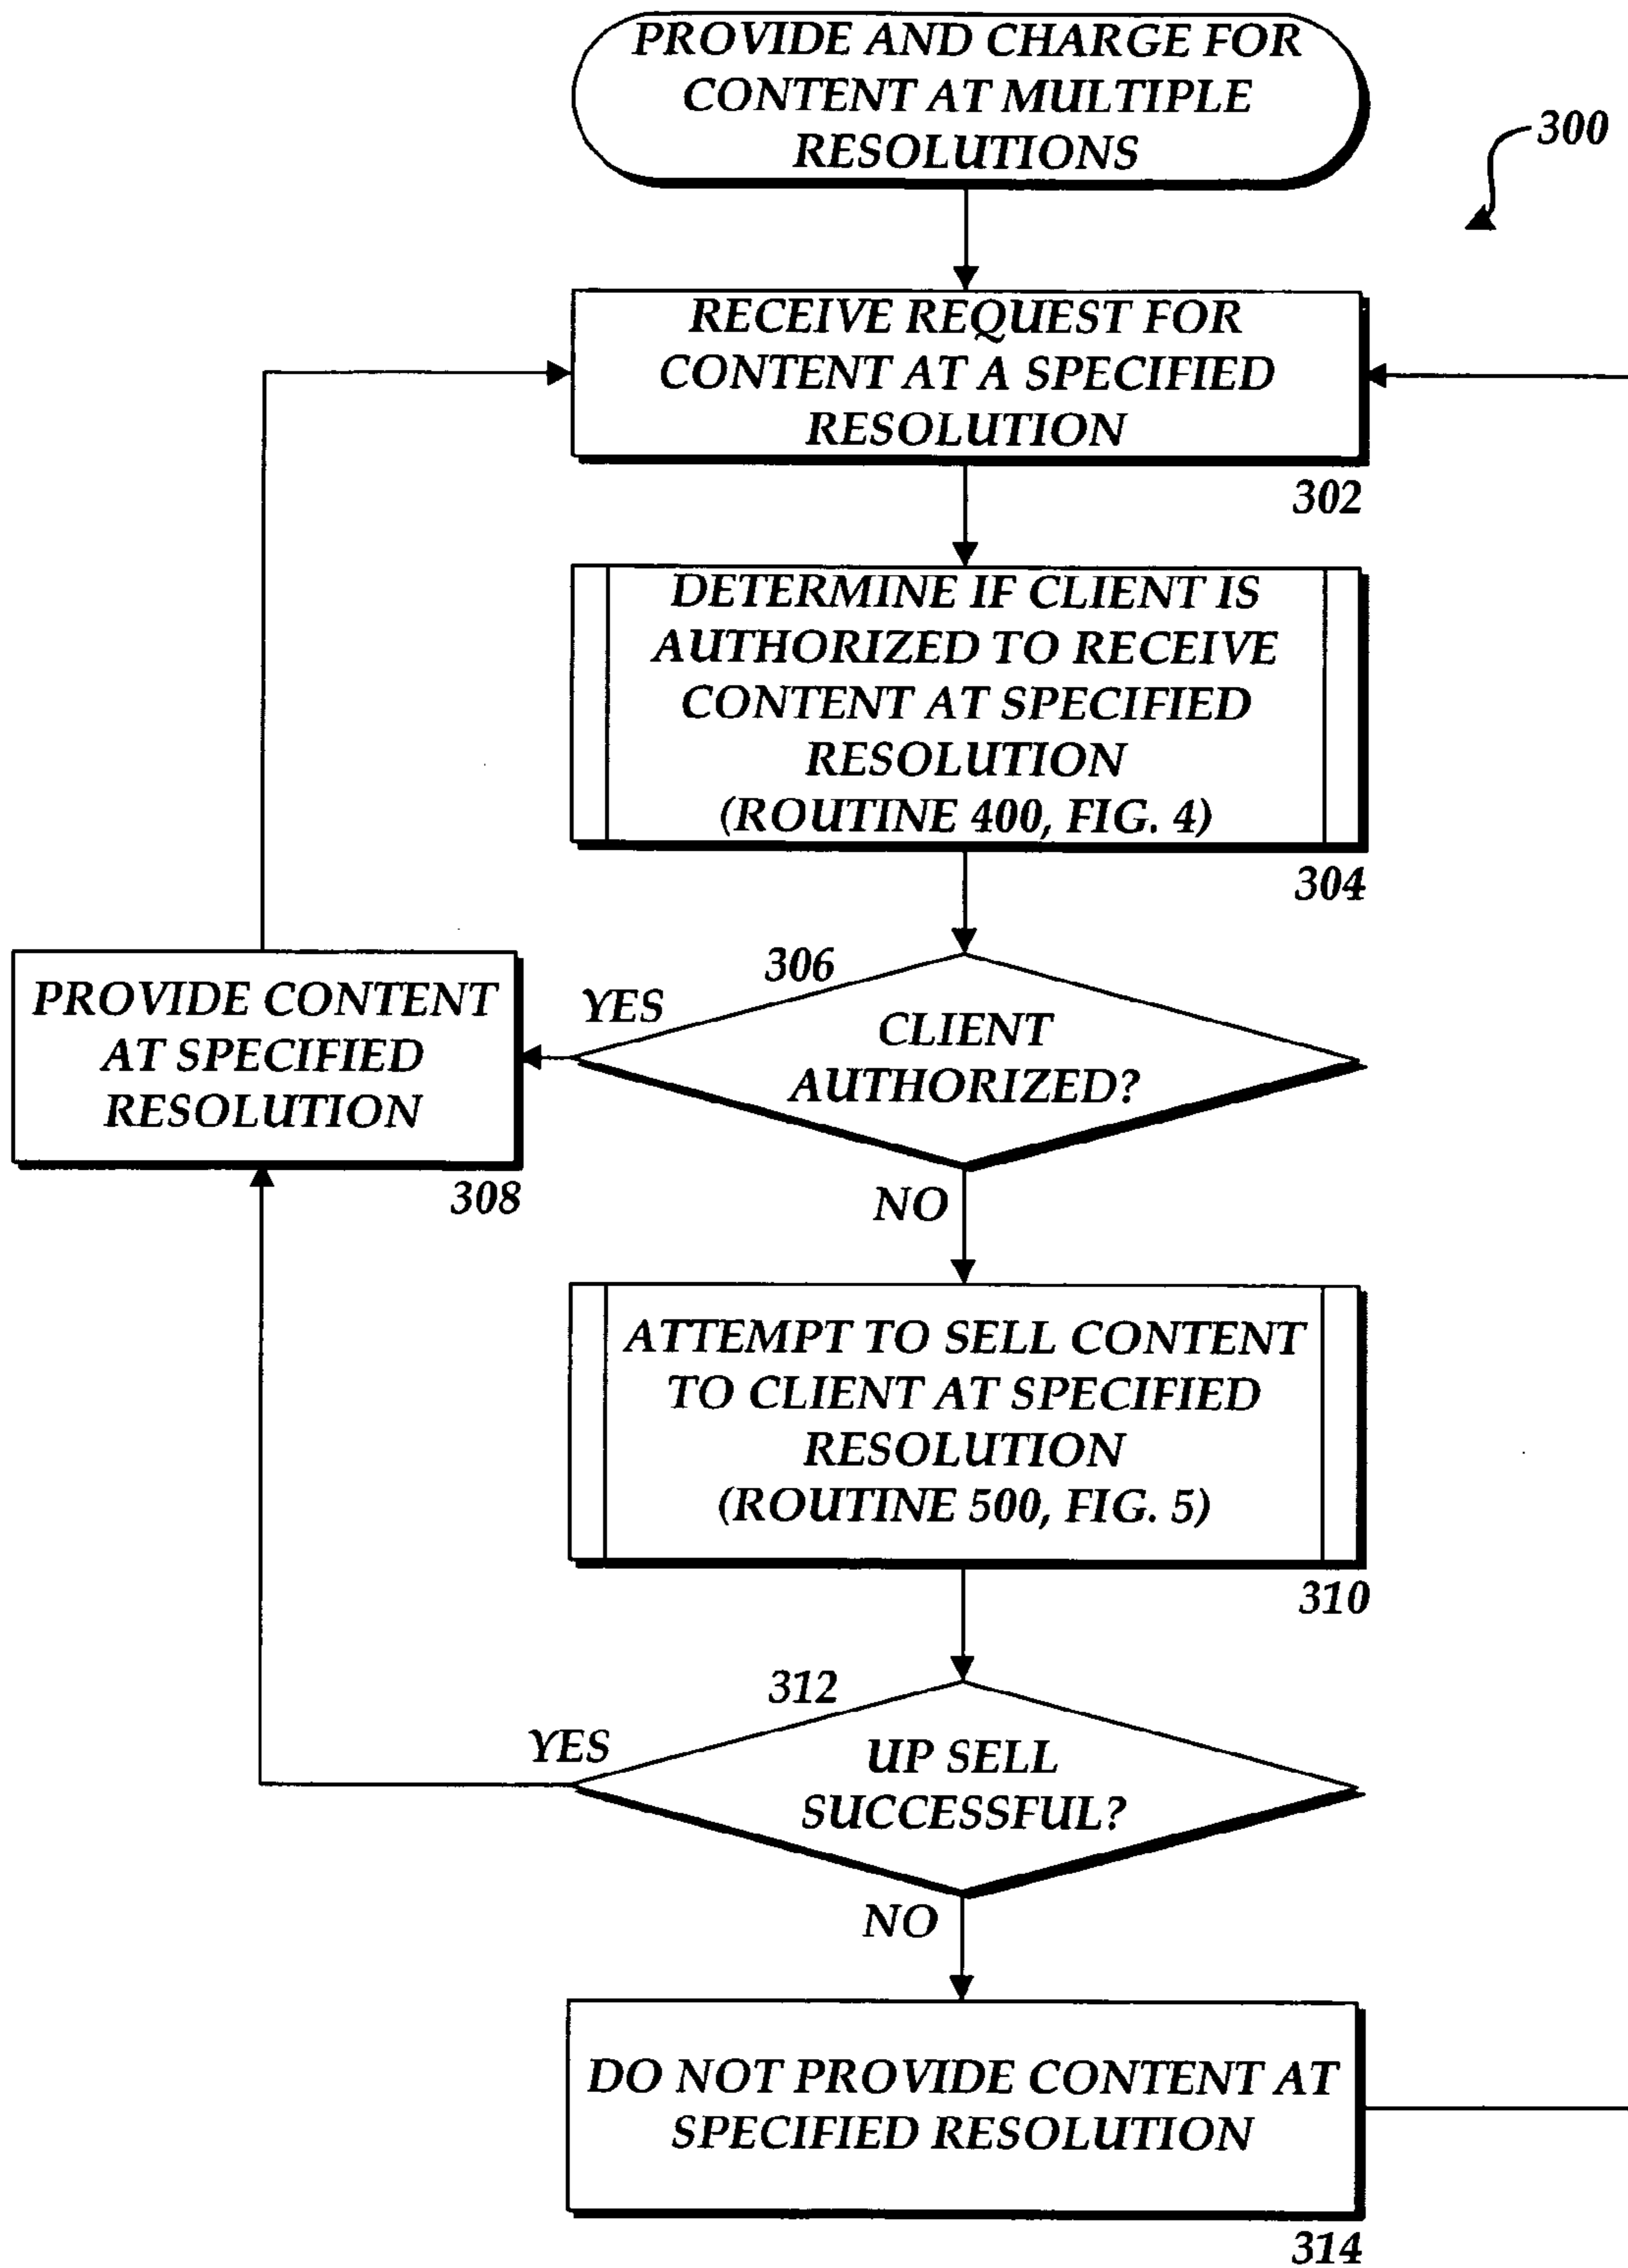 PROVIDE AND CHARGE FOR
CONTENT AT MULTIPLE
RESOLUTIONS
300
RECEIVE REQUEST FOR
CONTENT AT A SPECIFIED
RESOLUTION
302
DETERMINE IF CLIENT IS
AUTHORIZED TO RECEIVE
CONTENT AT SPECIFIED
RESOLUTION
(ROUTINE 400, FIG. 4)
304
306
CLIENT
AUTHORIZED?
YES
PROVIDE CONTENT
AT SPECIFIED
RESOLUTION
308
NO
ATTEMPT TO SELL CONTENT
TO CLIENT AT SPECIFIED
RESOLUTION
(ROUTINE 500, FIG. 5)
310
312
YES
UP SELL
SUCCESSFUL?
NO
DO NOT PROVIDE CONTENT AT
SPECIFIED RESOLUTION
314